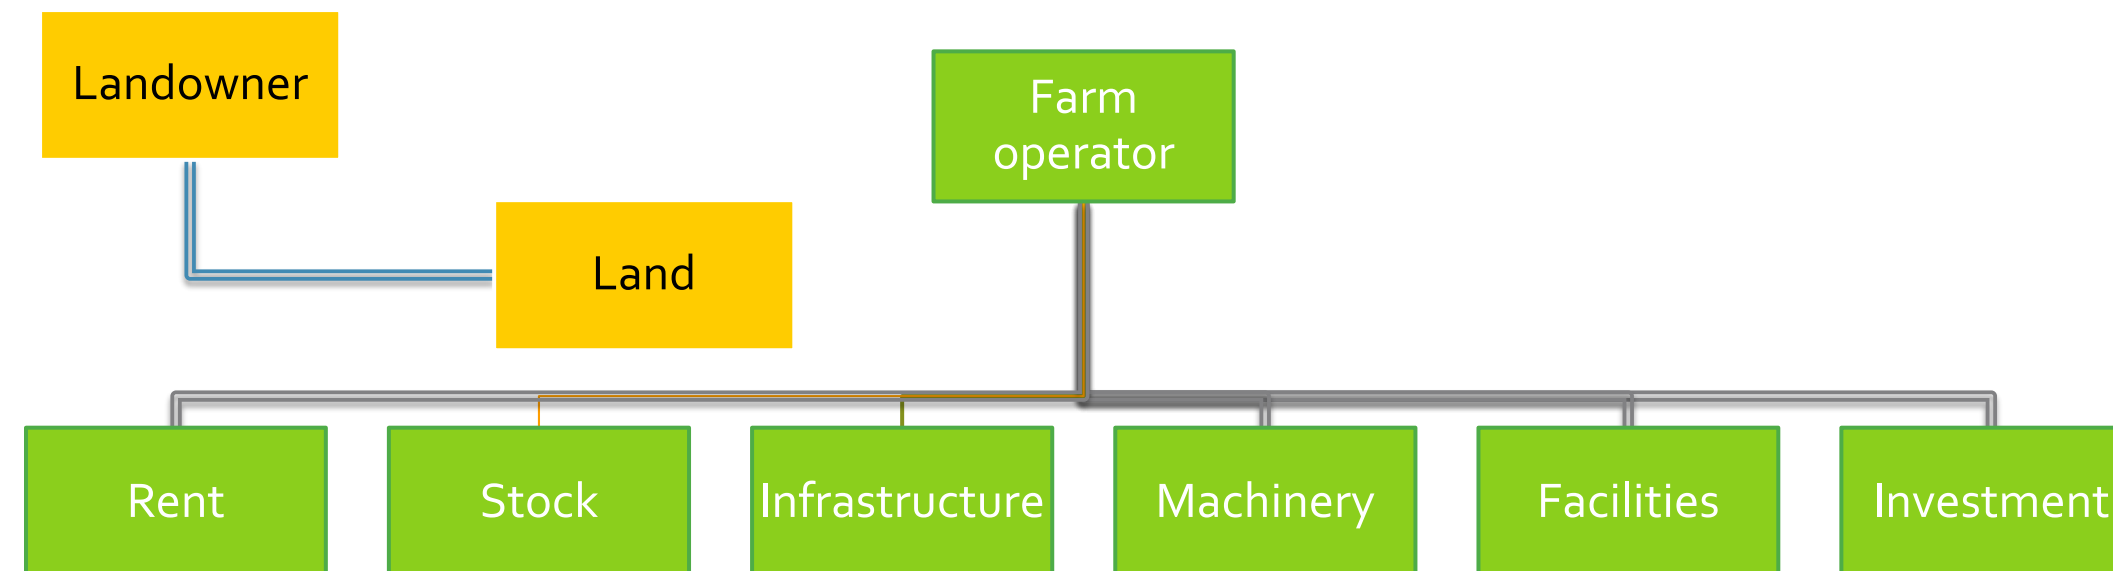 Landowner
Farm
operator
Land
Rent
Stock
Infrastructure
Machinery
Facilities
Investment